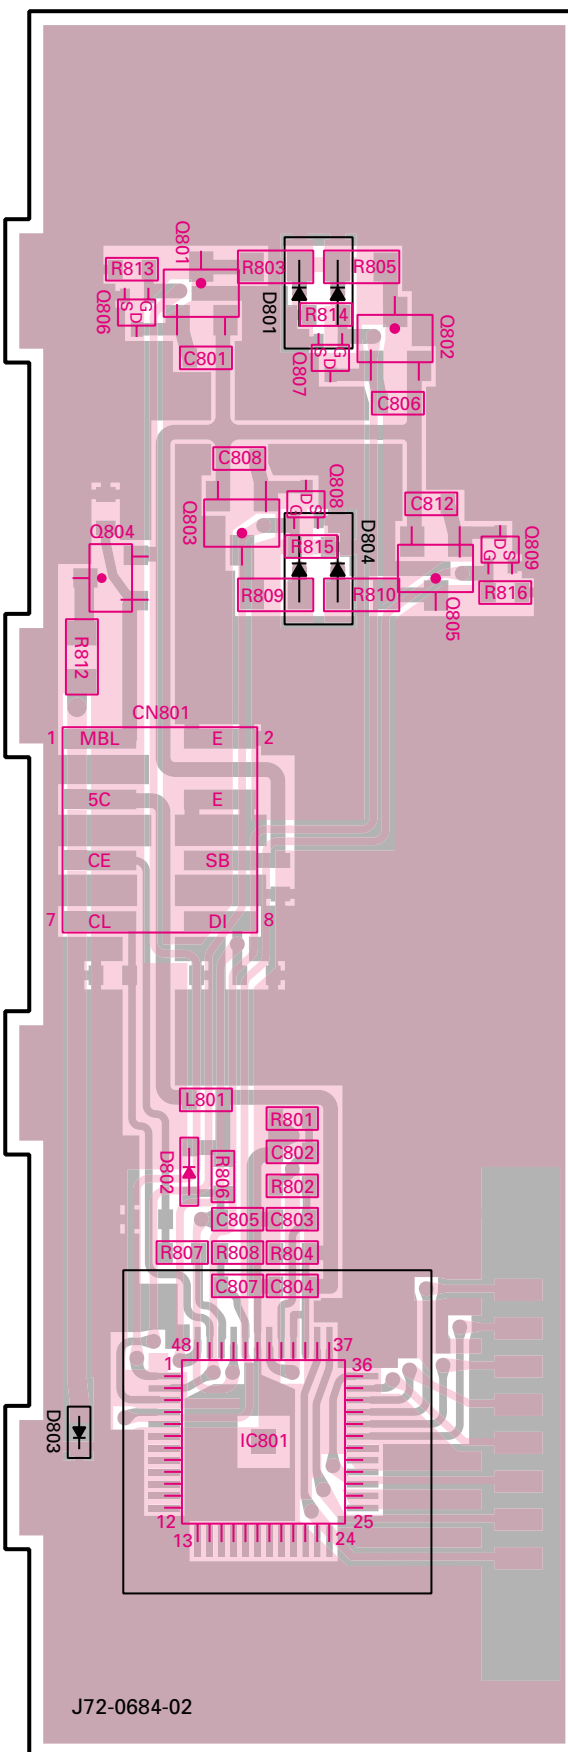 Q801
R813
R803
R805
Q806
S
G
D
D801
R814
Q802
S
G
D
Q807
C801
C806
C808
Q808
Q803
D
S
G
D804
C812
Q804
R815
Q809
D
S
G
R809
R810
R816
Q805
R812
CN801
1
MBL
E
2
5C
E
CE
SB
7
CL
DI
8
L801
R801
D802
R806
C802
R802
C805
C803
R807
R808
R804
C807
C804
48
37
1
36
D803
IC801
12
25
13
24
J72-0684-02